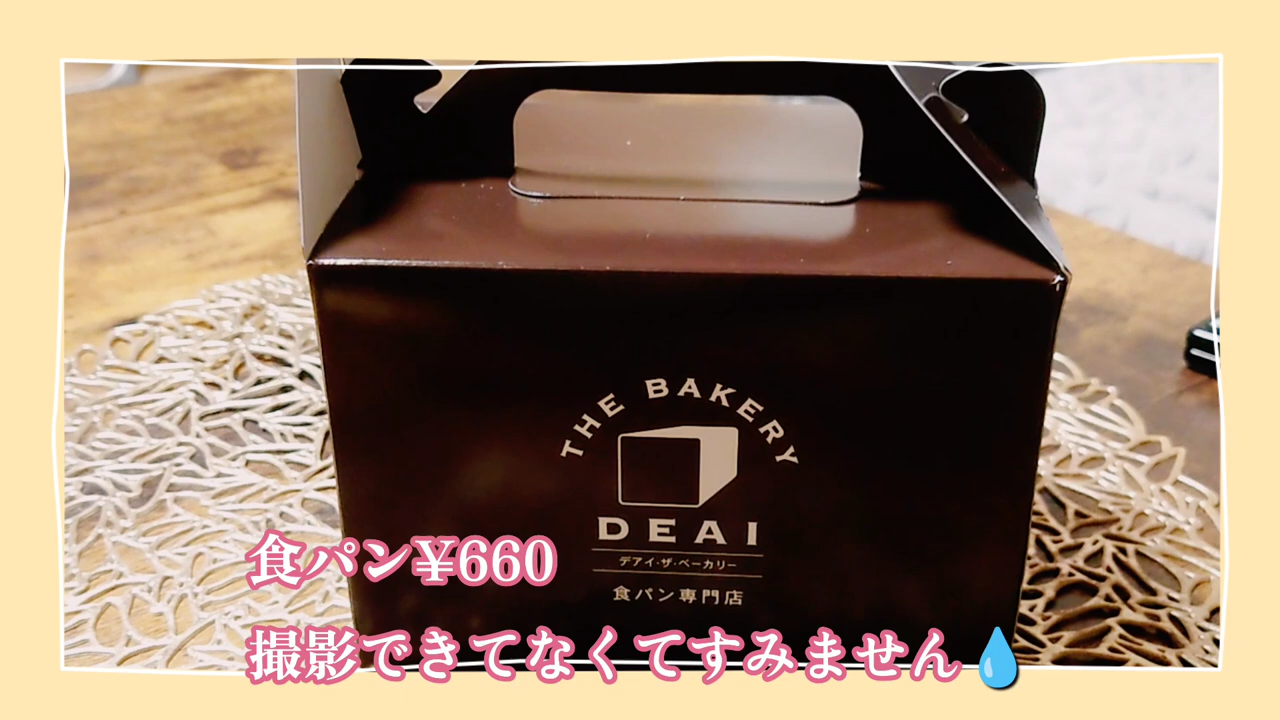 THE BAKERY
DEAI
デアイ・ザ・ベーカリー
食パン専門店
食パン¥660
撮影できてなくてすみません💧